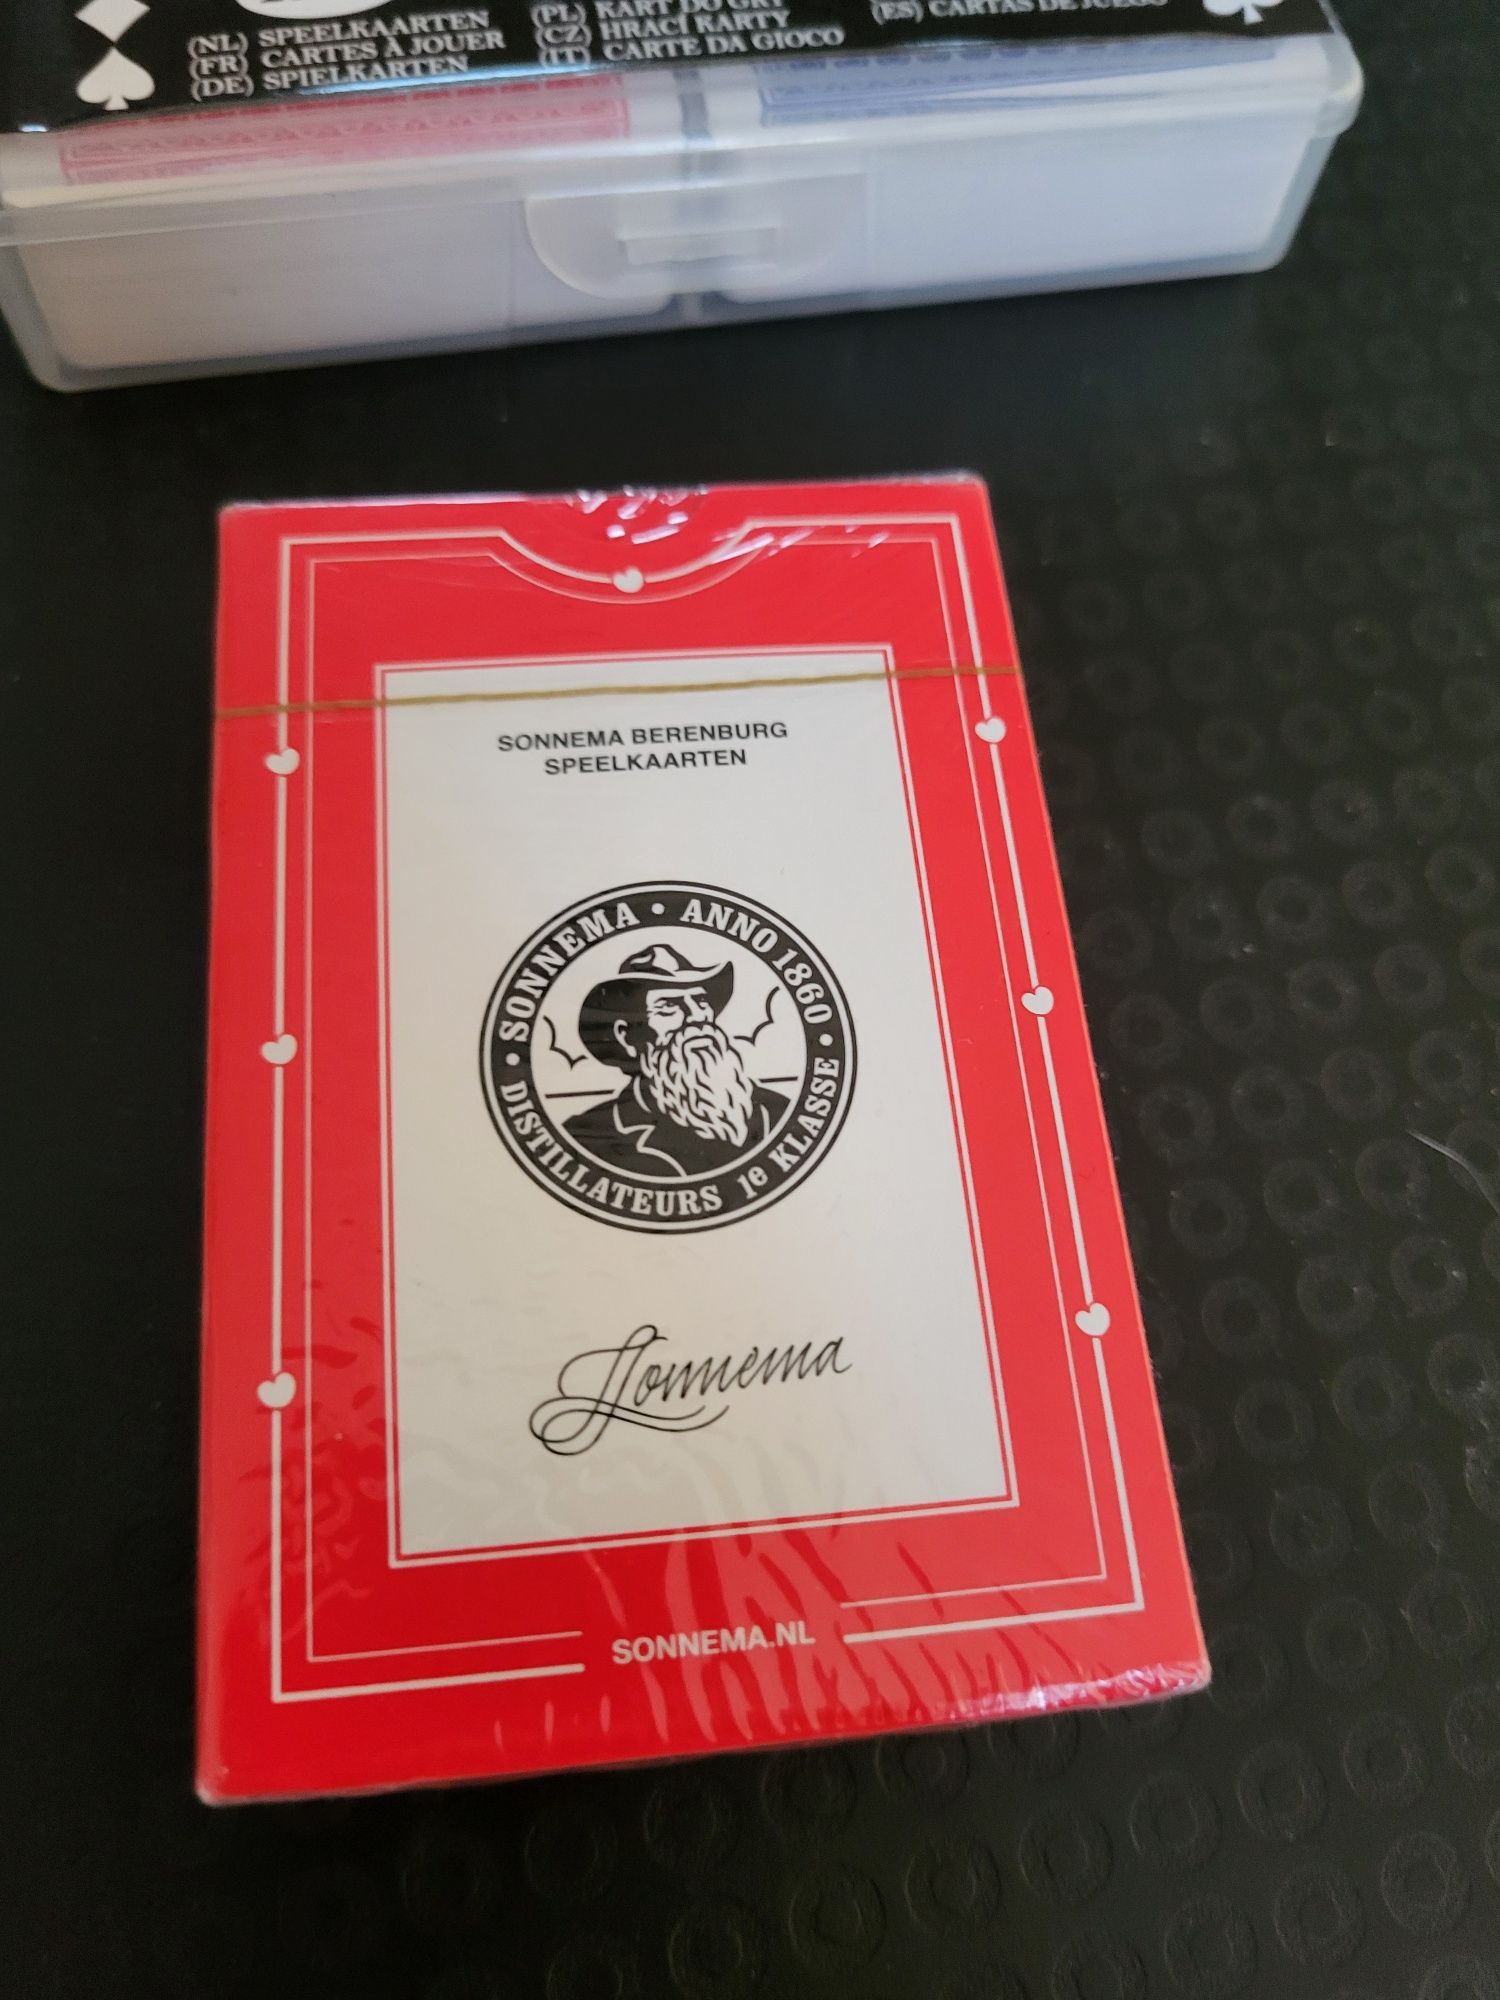 (NL) SPEELKAARTEN
(FR) CARTES À JOUER
(DE) SPIELKARTEN
(PL) KART DO GRY
(CZ) HRACÍ KARTY
(IT) CARTE DA GIOCO
(ES) CARTAS DE JUEGO
SONNEMA BERENBURG
SPEELKAARTEN
• SONNEMA • ANNO 1860 •
DISTILLATEURS 1e KLASSE
Sonnema
SONNEMA.NL